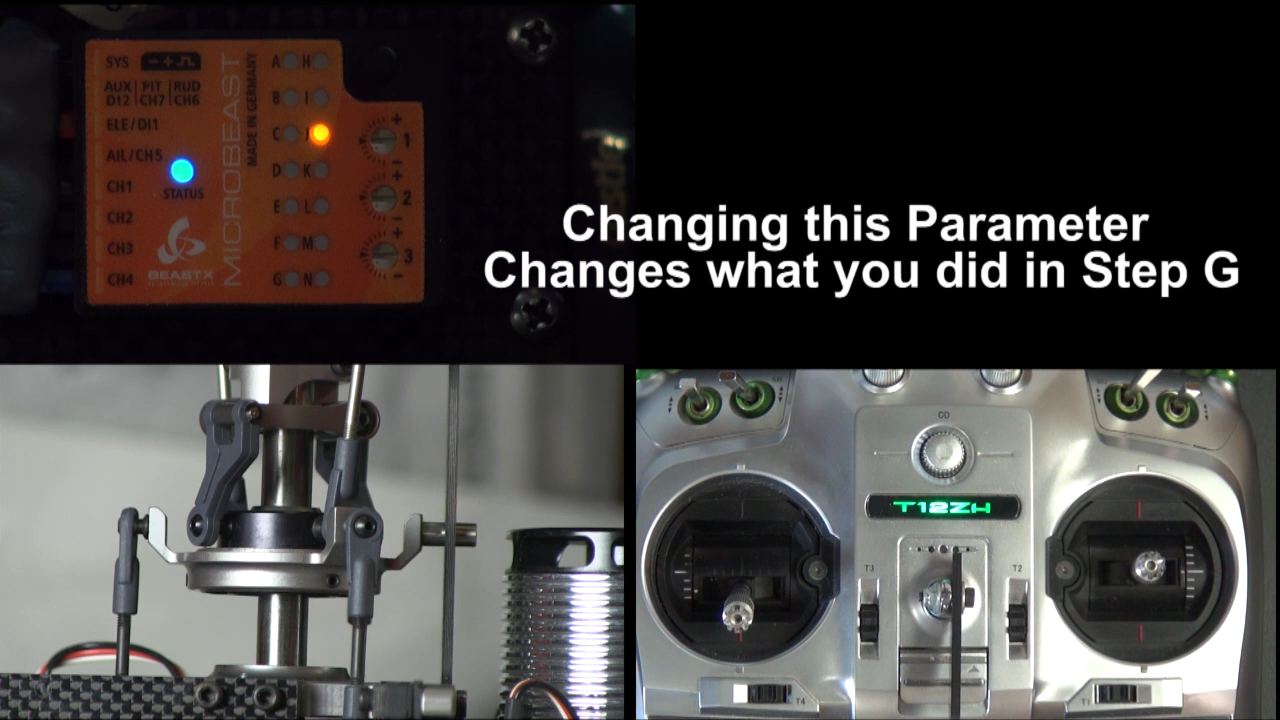 SYS
AUX PIT RUD
DI2 CH7 CH6
ELE/DI1
AIL/CH5
CH1
CH2
CH3
CH4
STATUS
BEASTX
MICROBEAST
MADE IN GERMANY
A H
B I
C J
D K
E L
F M
G N
+ 1 -
+ 2 -
+ 3 -
Changing this Parameter
Changes what you did in Step G
CD
T12ZH
T3
T2
T4
T1